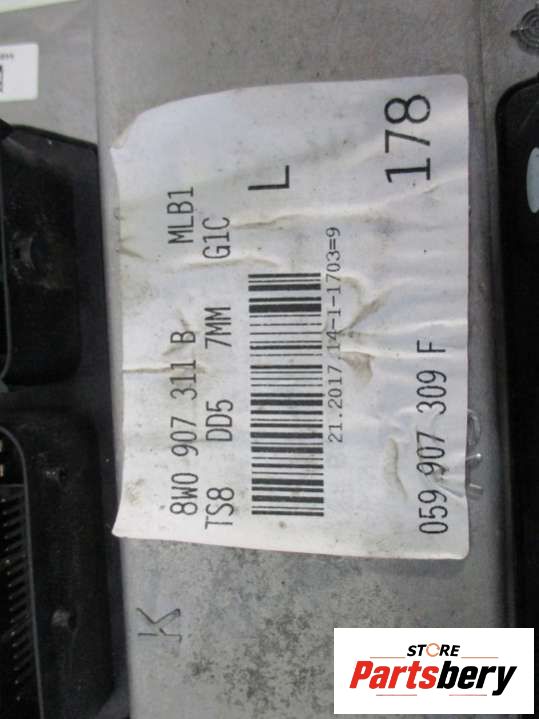 8W0 907 311 B MLB1
TS8 DD5 7MM G1C
L
21.2017 14-1-1703=9
059 907 309 F 178
K
STORE
Partsbery